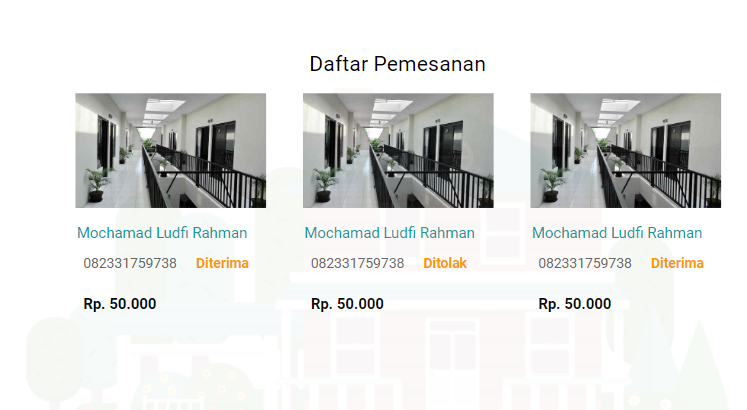 Daftar Pemesanan
Mochamad Ludfi Rahman
082331759738 Diterima
Rp. 50.000
Mochamad Ludfi Rahman
082331759738 Ditolak
Rp. 50.000
Mochamad Ludfi Rahman
082331759738 Diterima
Rp. 50.000